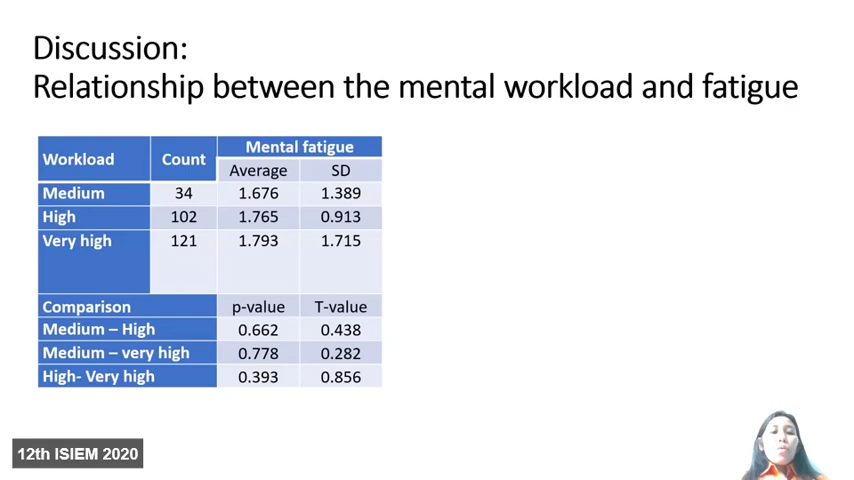 Discussion:
Relationship between the mental workload and fatigue
Workload Count Mental fatigue
Average SD
Medium 34 1.676 1.389
High 102 1.765 0.913
Very high 121 1.793 1.715
Comparison p-value T-value
Medium – High 0.662 0.438
Medium – very high 0.778 0.282
High- Very high 0.393 0.856
12th ISIEM 2020